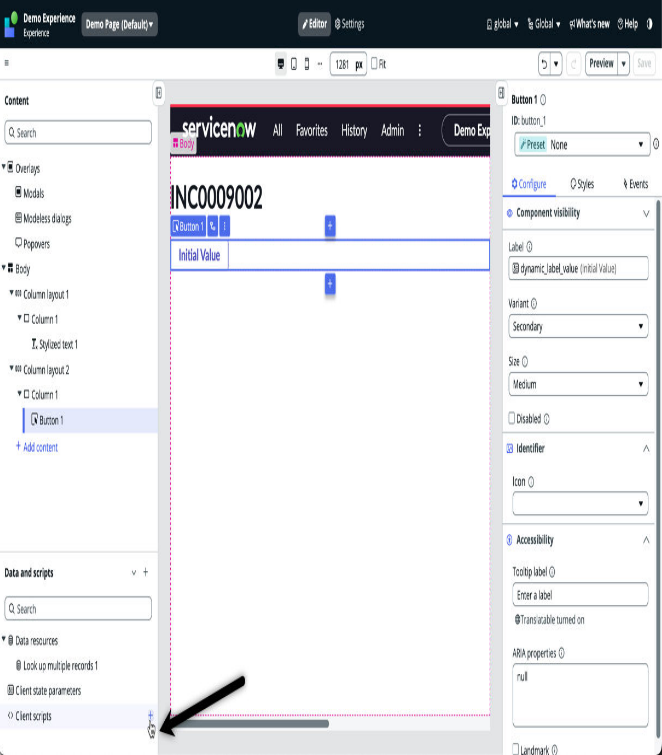 Demo Experience
Experience
Demo Page (Default)
Editor
Settings
global
Global
What's new
Help
1281 px
Fit
Preview
Save
Content
Search
Overlays
Modals
Modeless dialogs
Popovers
Body
Column layout 1
Column 1
Stylized text 1
Column layout 2
Column 1
Button 1
+ Add content
Data and scripts
Search
Data resources
Look up multiple records 1
Client state parameters
Client scripts
servicenow
All
Favorites
History
Admin
Demo Exp
Body
INC0009002
Button 1
Initial Value
Button 1
ID: button_1
Preset None
Configure
Styles
Events
Component visibility
Label
dynamic_label_value (Initial Value)
Variant
Secondary
Size
Medium
Disabled
Identifier
Icon
Accessibility
Tooltip label
Enter a label
Translatable turned on
ARIA properties
null
Landmark